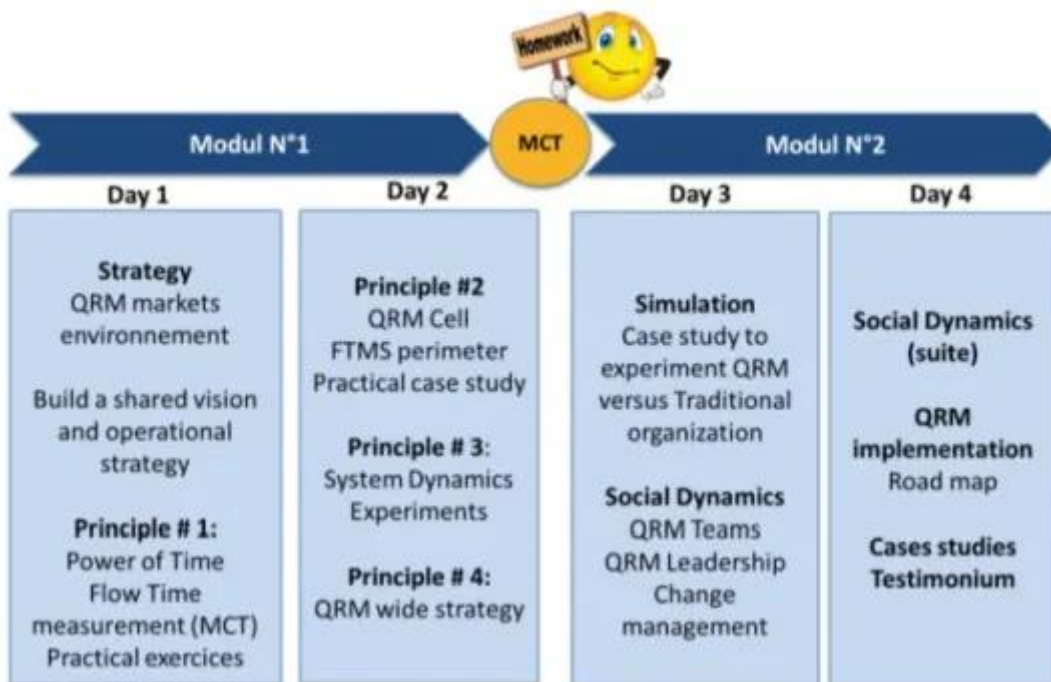 Homework
Modul N°1
MCT
Modul N°2
Day 1
Strategy
QRM markets
environnement
Build a shared vision
and operational
strategy
Principle # 1:
Power of Time
Flow Time
measurement (MCT)
Practical exercices
Day 2
Principle #2
QRM Cell
FTMS perimeter
Practical case study
Principle # 3:
System Dynamics
Experiments
Principle # 4:
QRM wide strategy
Day 3
Simulation
Case study to
experiment QRM
versus Traditional
organization
Social Dynamics
QRM Teams
QRM Leadership
Change
management
Day 4
Social Dynamics
(suite)
QRM
implementation
Road map
Cases studies
Testimonium